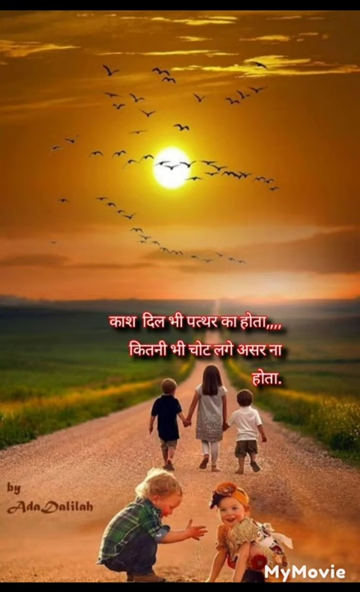 काश दिल भी पत्थर का होता,,,,
कितनी भी चोट लगे असर ना
होता.
by
AdaDalilah
MyMovie